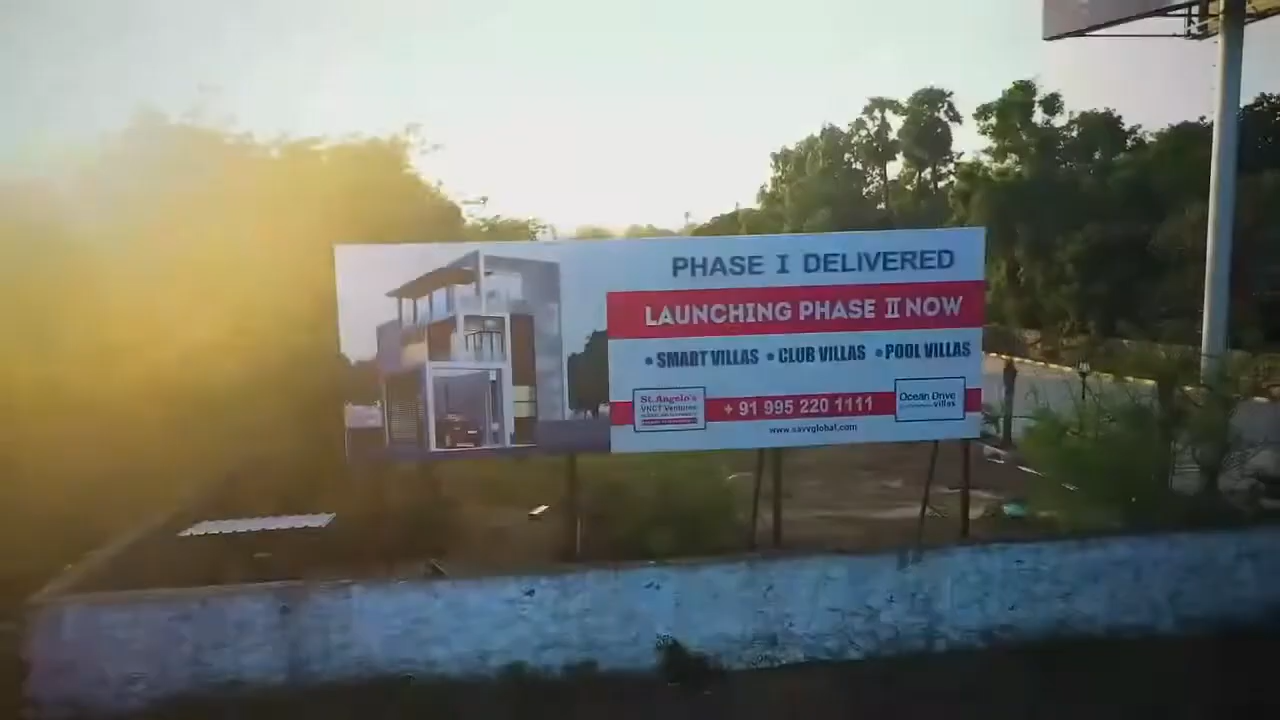 PHASE I DELIVERED
LAUNCHING PHASE II NOW
• SMART VILLAS • CLUB VILLAS • POOL VILLAS
St. Angelo's
VNCT Ventures
+ 91 995 220 1111
Ocean Drive
villas
www.savvglobal.com